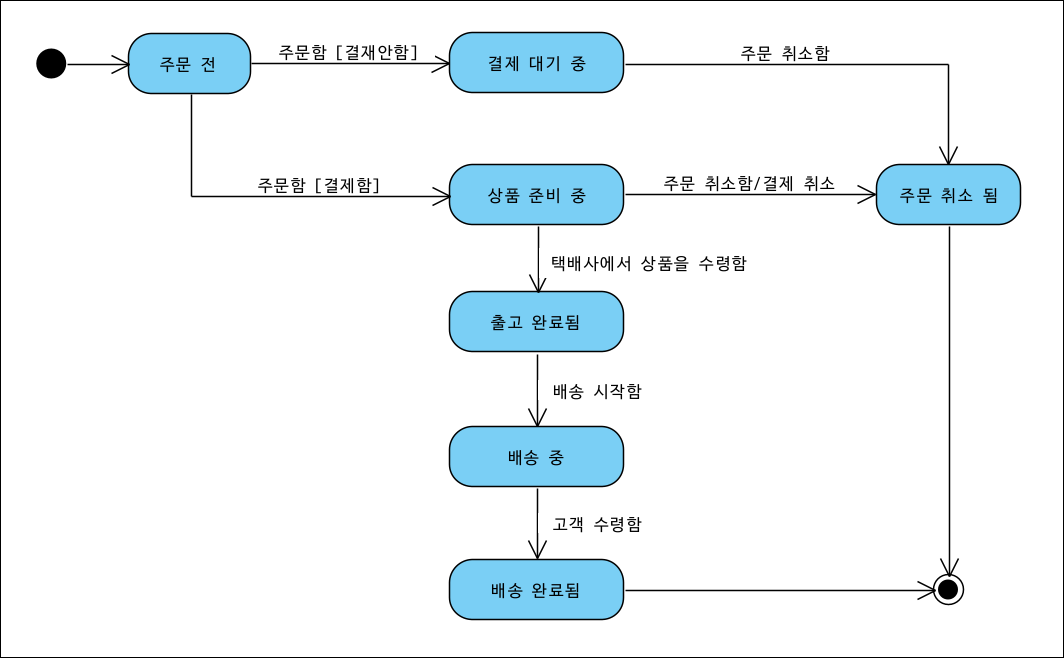 주문함 [결재안함]
주문 취소함
주문 전
결제 대기 중
주문함 [결제함]
주문 취소함/결제 취소
상품 준비 중
주문 취소 됨
택배사에서 상품을 수령함
출고 완료됨
배송 시작함
배송 중
고객 수령함
배송 완료됨